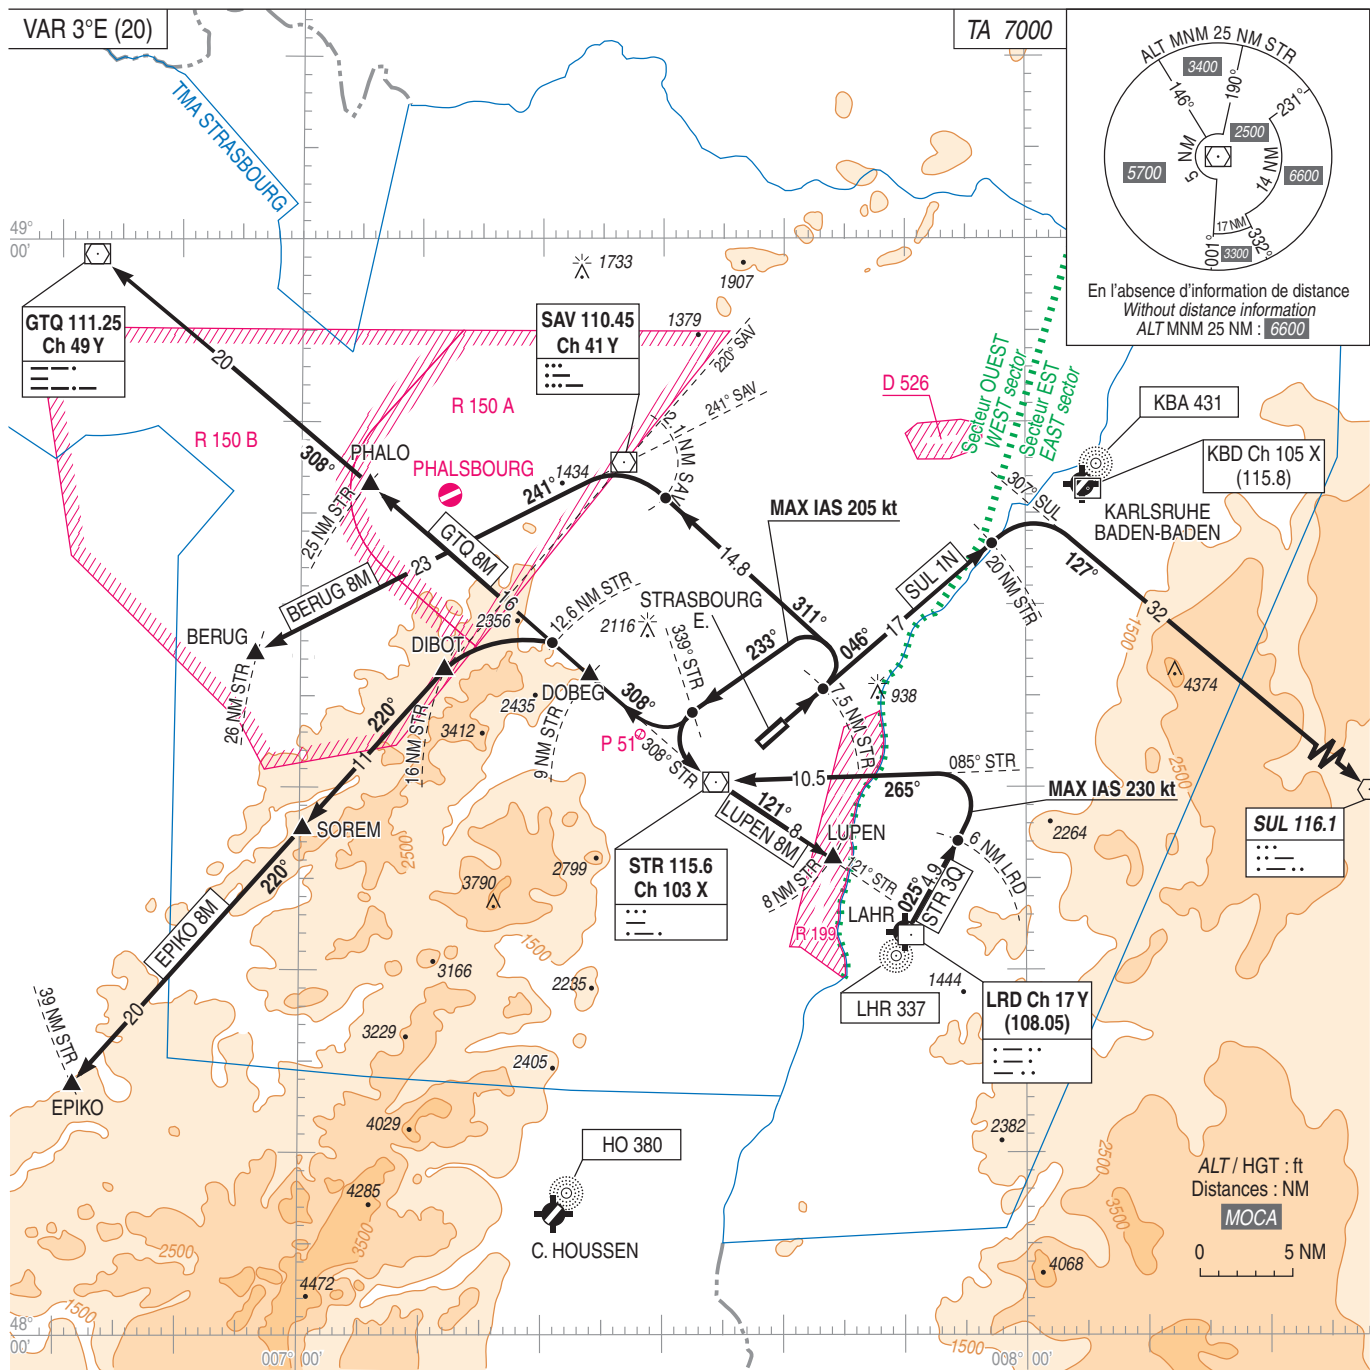 VAR 3°E (20)
TA 7000
ALT MNM 25 NM STR
3400
146°
190°
231°
2500
5 NM
14 NM
5700
6600
17 NM
001°
332°
3300
En l'absence d'information de distance
Without distance information
ALT MNM 25 NM : 6600
TMA STRASBOURG
49°
00'
1733
1907
GTQ 111.25
Ch 49 Y
SAV 110.45
Ch 41 Y
1379
220° SAV
241° SAV
20
R 150 A
R 150 B
D 526
Secteur OUEST
WEST sector
Secteur EST
EAST sector
KBA 431
KBD Ch 105 X
(115.8)
KARLSRUHE
BADEN-BADEN
308°
PHALO
PHALSBOURG
1434
241°
2.1 NM SAV
307° SUL
25 NM STR
GTQ 8M
MAX IAS 205 kt
14.8
SUL 1N
20 NM STR
127°
32
BERUG 8M
23
16
2356
12.6 NM STR
STRASBOURG
E.
2116
311°
046°
17
1500
BERUG
26 NM STR
DIBOT
DOBEG
339° STR
233°
7.5 NM STR
938
4374
220°
2435
3412
308°
P 51
308° STR
16 NM STR
9 NM STR
11
10.5
265°
085° STR
MAX IAS 230 kt
2500
SUL 116.1
SOREM
2500
121°
8
LUPEN 8M
LUPEN
6 NM LRD
2264
220°
3790
2799
STR 115.6
Ch 103 X
8 NM STR
121° STR
025°
4.9
STR 3Q
LAHR
EPIKO 8M
1500
R 199
3166
2235
1444
LHR 337
LRD Ch 17 Y
(108.05)
39 NM STR
20
3229
2405
EPIKO
4029
HO 380
2382
2500
ALT / HGT : ft
Distances : NM
MOCA
0 5 NM
4285
3500
2500
C. HOUSSEN
3500
4068
4472
1500
1500
48°
00'
007° 00'
008° 00'